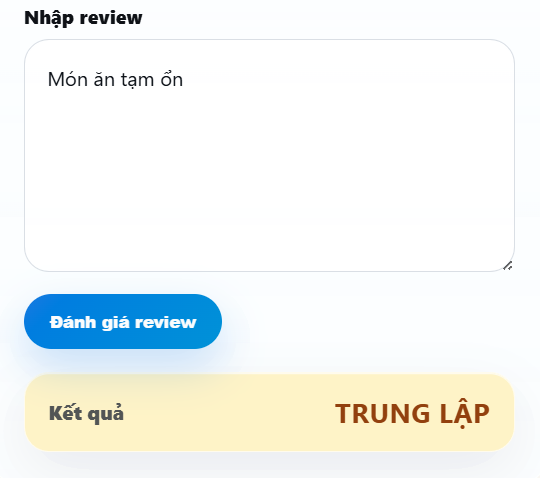 Nhập review
Món ăn tạm ổn
Đánh giá review
Kết quả
TRUNG LẬP